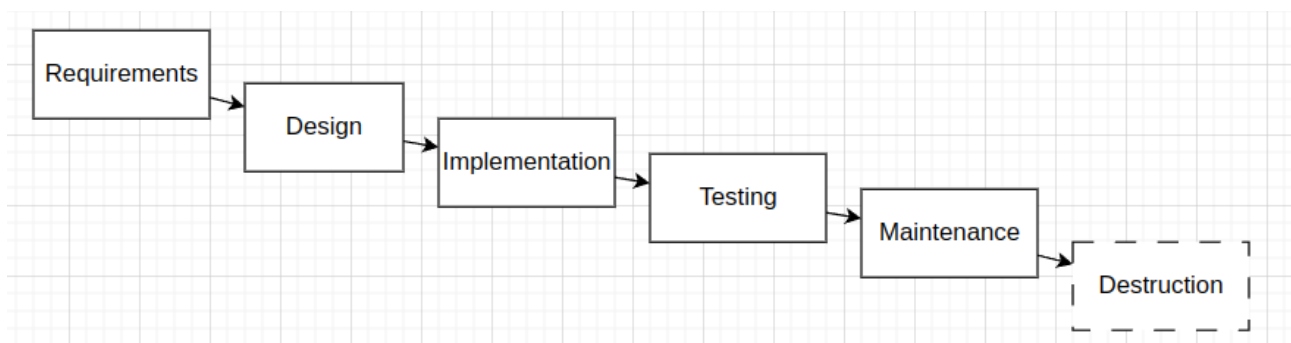 Requirements
Design
Implementation
Testing
Maintenance
Destruction